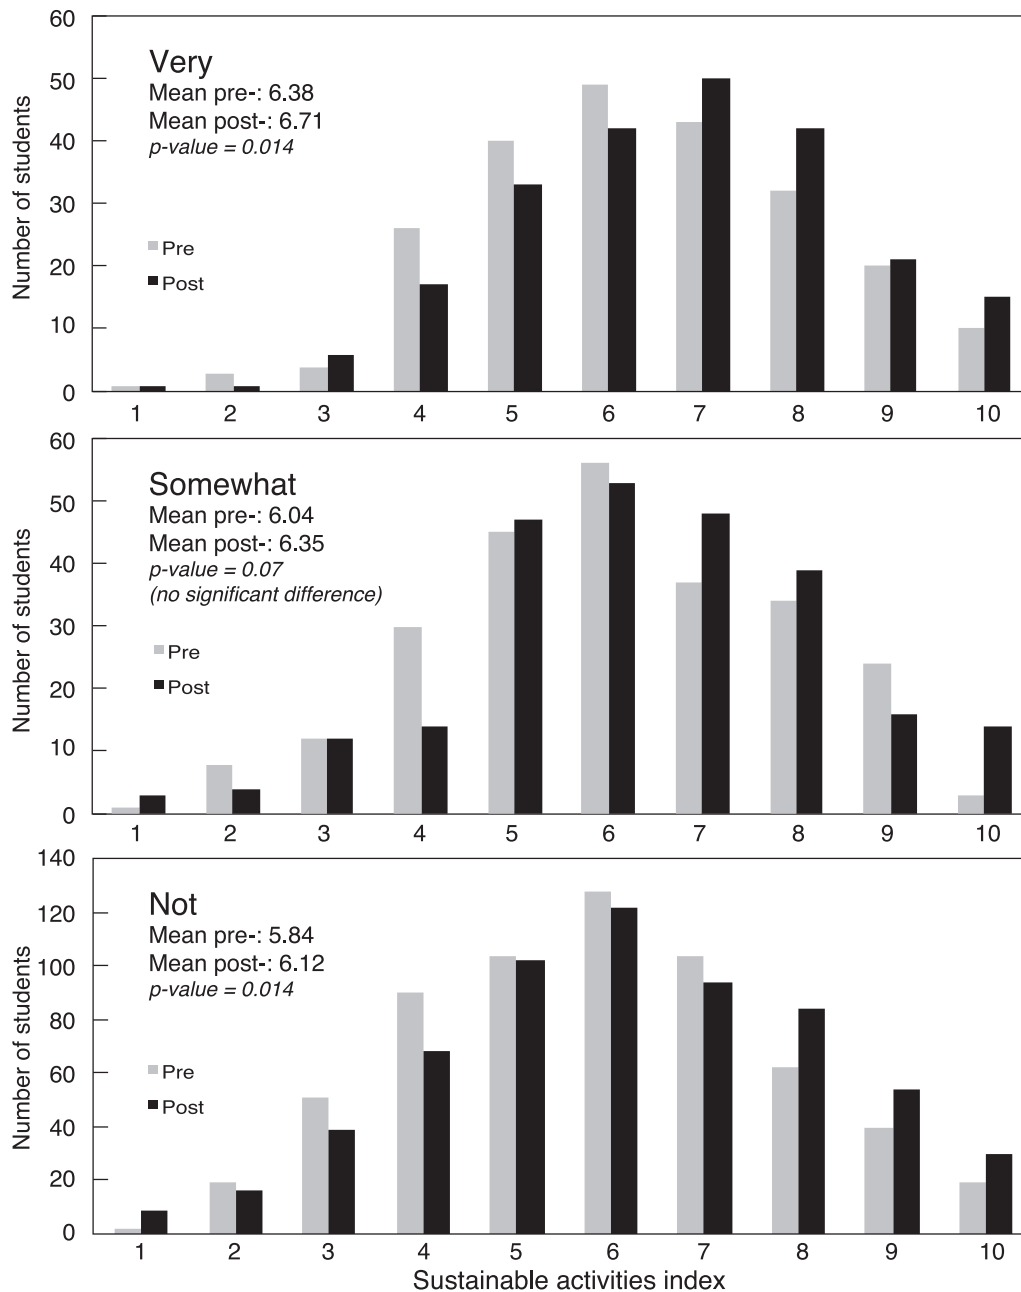 60
50
40
30
20
10
0
Number of students
Very
Mean pre-: 6.38
Mean post-: 6.71
p-value = 0.014
Pre
Post
1 2 3 4 5 6 7 8 9 10
60
50
40
30
20
10
0
Number of students
Somewhat
Mean pre-: 6.04
Mean post-: 6.35
p-value = 0.07
(no significant difference)
Pre
Post
1 2 3 4 5 6 7 8 9 10
140
120
100
80
60
40
20
0
Number of students
Not
Mean pre-: 5.84
Mean post-: 6.12
p-value = 0.014
Pre
Post
1 2 3 4 5 6 7 8 9 10
Sustainable activities index